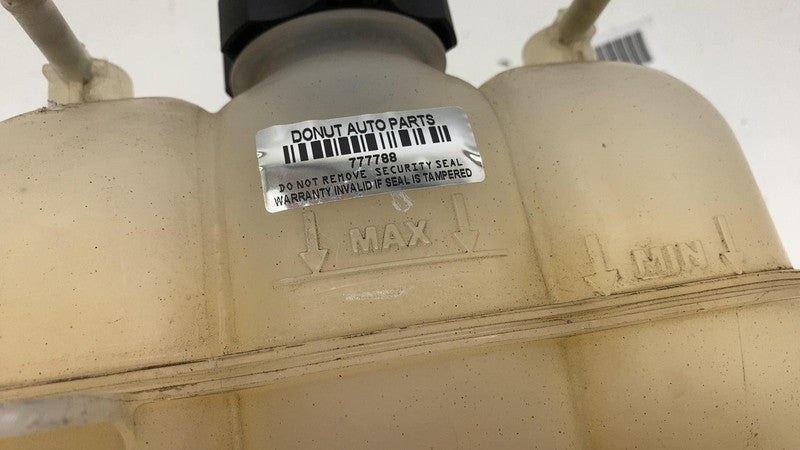 DONUT AUTO PARTS
777788
DO NOT REMOVE SECURITY SEAL
WARRANTY INVALID IF SEAL IS TAMPERED
MAX
MIN